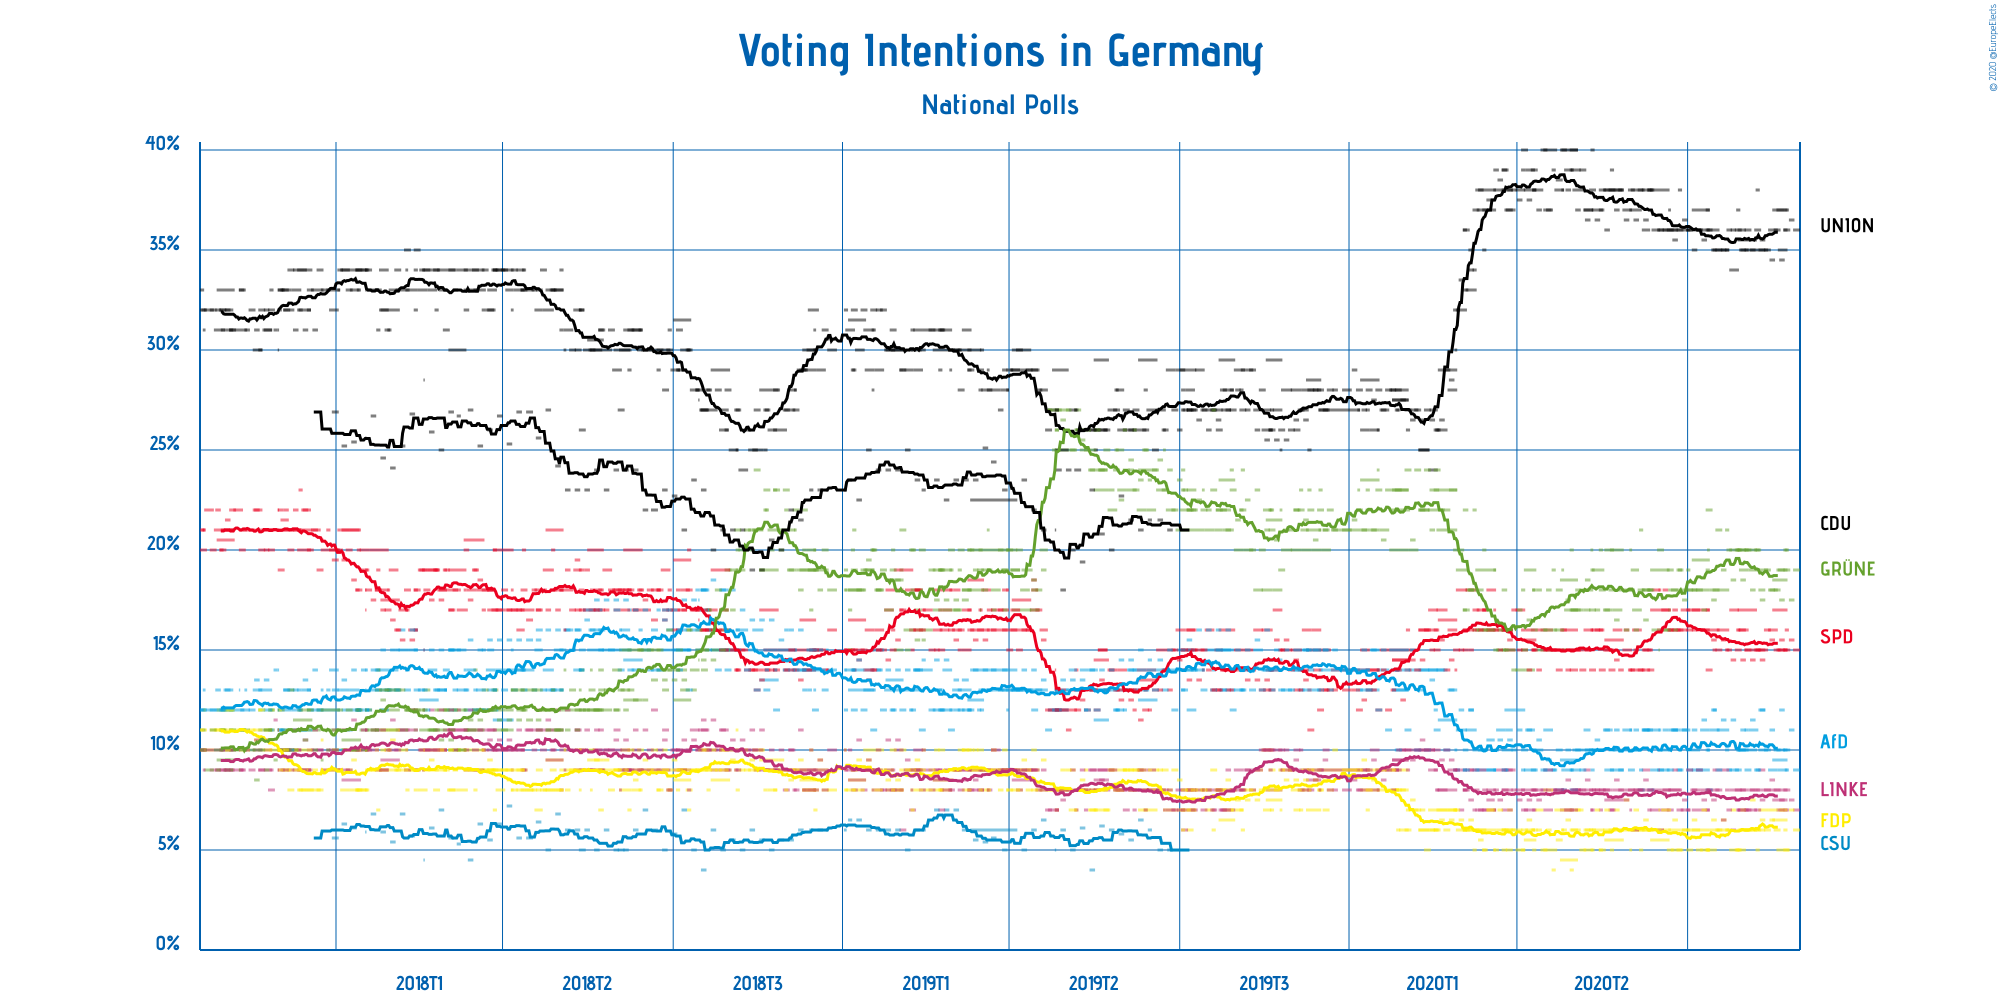 © 2020 @EuropeElects
Voting Intentions in Germany
National Polls
40%
35%
30%
25%
20%
15%
10%
5%
0%
UNION
CDU
GRÜNE
SPD
AfD
LINKE
FDP
CSU
2018T1 2018T2 2018T3 2019T1 2019T2 2019T3 2020T1 2020T2